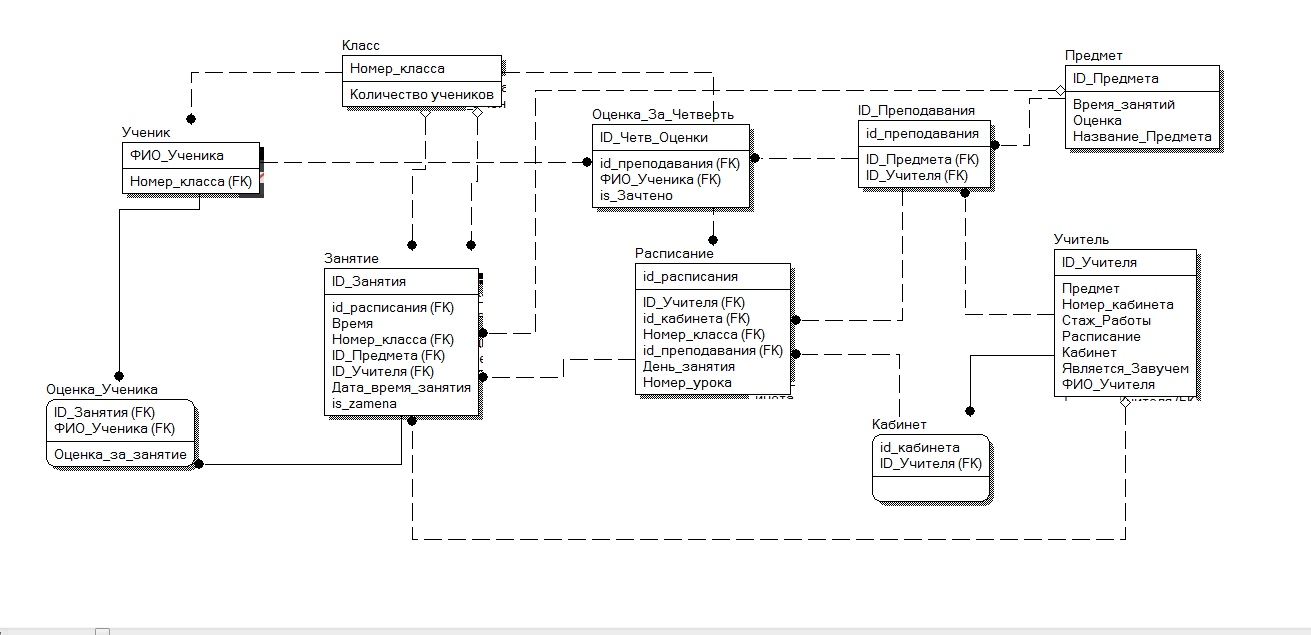 Класс
Номер_класса
Количество учеников
Предмет
ID_Предмета
Время_занятий
Оценка
Название_Предмета
Оценка_За_Четверть
ID_Четв_Оценки
id_преподавания (FK)
ФИО_Ученика (FK)
is_Зачтено
ID_Преподавания
id_преподавания
ID_Предмета (FK)
ID_Учителя (FK)
Ученик
ФИО_Ученика
Номер_класса (FK)
Занятие
ID_Занятия
id_расписания (FK)
Время
Номер_класса (FK)
ID_Предмета (FK)
ID_Учителя (FK)
Дата_время_занятия
is_zamena
Расписание
id_расписания
ID_Учителя (FK)
id_кабинета (FK)
Номер_класса (FK)
id_преподавания (FK)
День_занятия
Номер_урока
Учитель
ID_Учителя
Предмет
Номер_кабинета
Стаж_Работы
Расписание
Кабинет
Является_Завучем
ФИО_Учителя
Оценка_Ученика
ID_Занятия (FK)
ФИО_Ученика (FK)
Оценка_за_занятие
Кабинет
id_кабинета
ID_Учителя (FK)